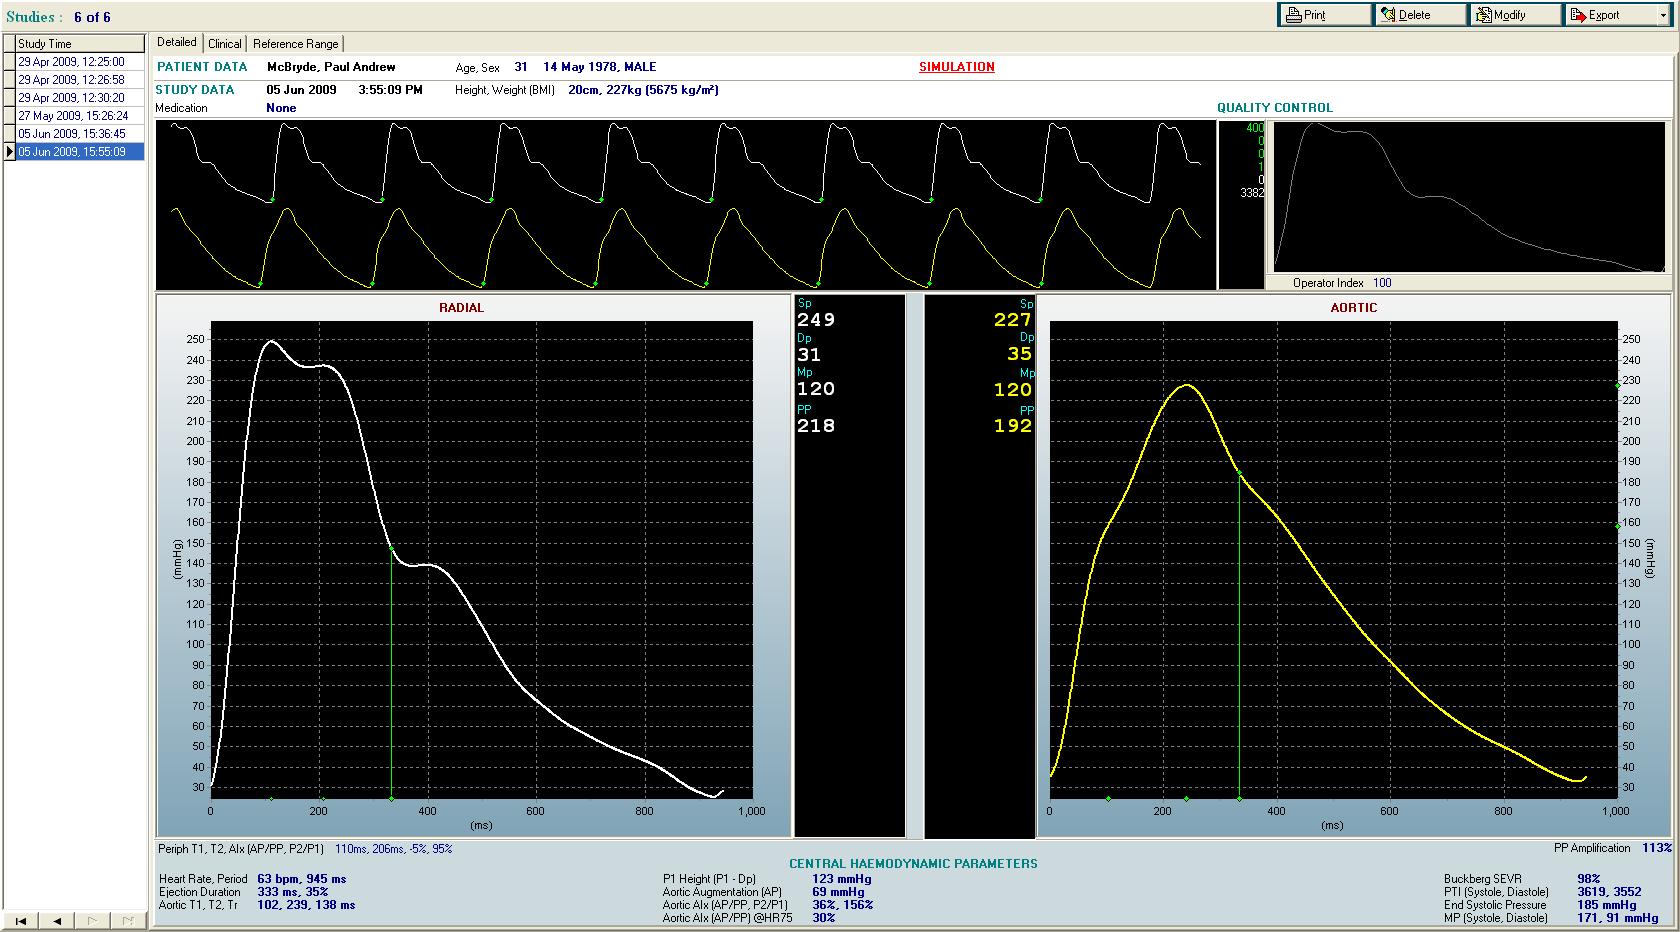 Studies : 6 of 6
Print Delete Modify Export
Study Time
29 Apr 2009, 12:25:00
29 Apr 2009, 12:26:58
29 Apr 2009, 12:30:20
27 May 2009, 15:26:24
05 Jun 2009, 15:36:45
05 Jun 2009, 15:55:09
Detailed Clinical Reference Range
PATIENT DATA McBryde, Paul Andrew Age, Sex 31 14 May 1978, MALE SIMULATION
STUDY DATA 05 Jun 2009 3:55:09 PM Height, Weight (BMI) 20cm, 227kg (5675 kg/m²)
Medication None
QUALITY CONTROL
400
0
0
1
0
3382
Operator Index 100
RADIAL
250
240
230
220
210
200
190
180
170
160
150
140
130
120
110
100
90
80
70
60
50
40
30
(mmHg)
0 200 400 600 800 1,000
(ms)
Sp
249
Dp
31
Mp
120
PP
218
Sp
227
Dp
35
Mp
120
PP
192
AORTIC
250
240
230
220
210
200
190
180
170
160
150
140
130
120
110
100
90
80
70
60
50
40
30
(mmHg)
0 200 400 600 800 1,000
(ms)
Periph T1, T2, AIx (AP/PP, P2/P1) 110ms, 206ms, -5%, 95%
PP Amplification 113%
CENTRAL HAEMODYNAMIC PARAMETERS
Heart Rate, Period 63 bpm, 945 ms
Ejection Duration 333 ms, 35%
Aortic T1, T2, Tr 102, 239, 138 ms
P1 Height (P1 - Dp) 123 mmHg
Aortic Augmentation (AP) 69 mmHg
Aortic AIx (AP/PP, P2/P1) 36%, 156%
Aortic AIx (AP/PP) @HR75 30%
Buckberg SEVR 98%
PTI (Systole, Diastole) 3619, 3552
End Systolic Pressure 185 mmHg
MP (Systole, Diastole) 171, 91 mmHg